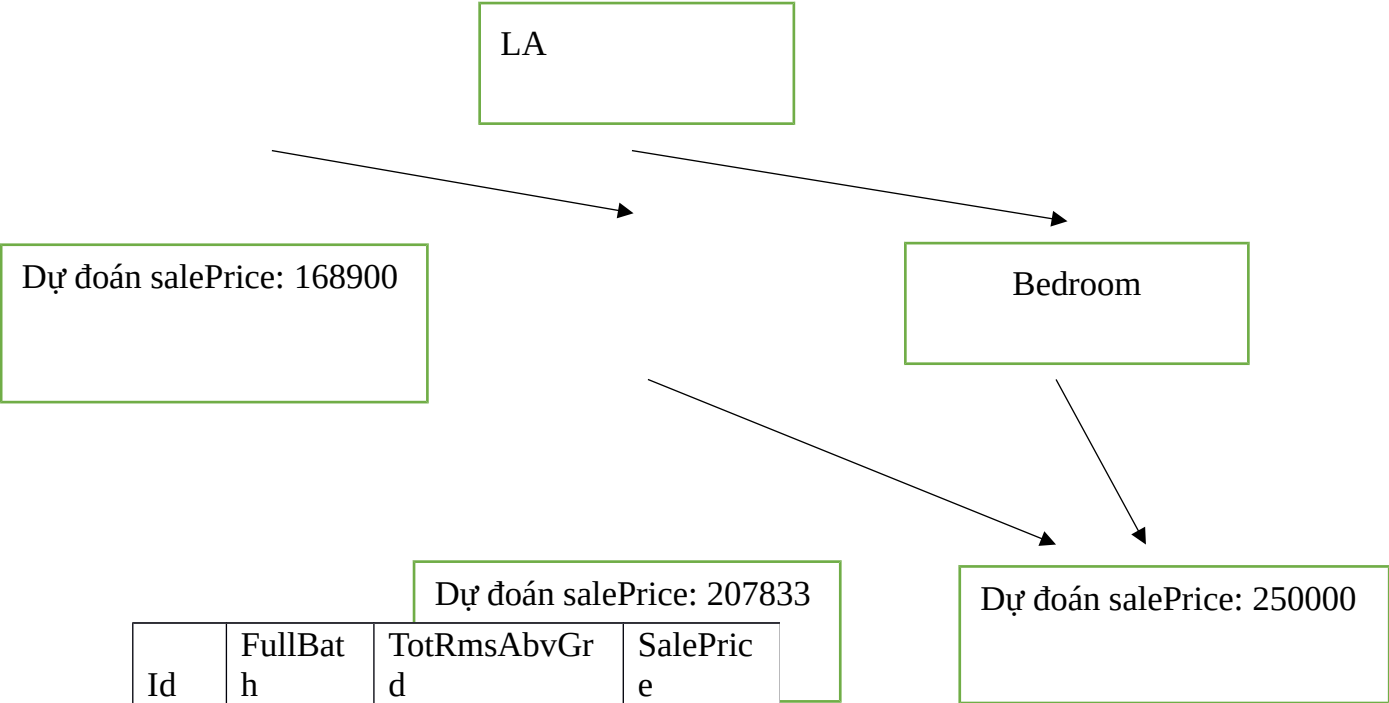 LA
Dự đoán salePrice: 168900
Bedroom
Dự đoán salePrice: 207833
Dự đoán salePrice: 250000
Id
FullBat
h
TotRmsAbvGr
d
SalePric
e